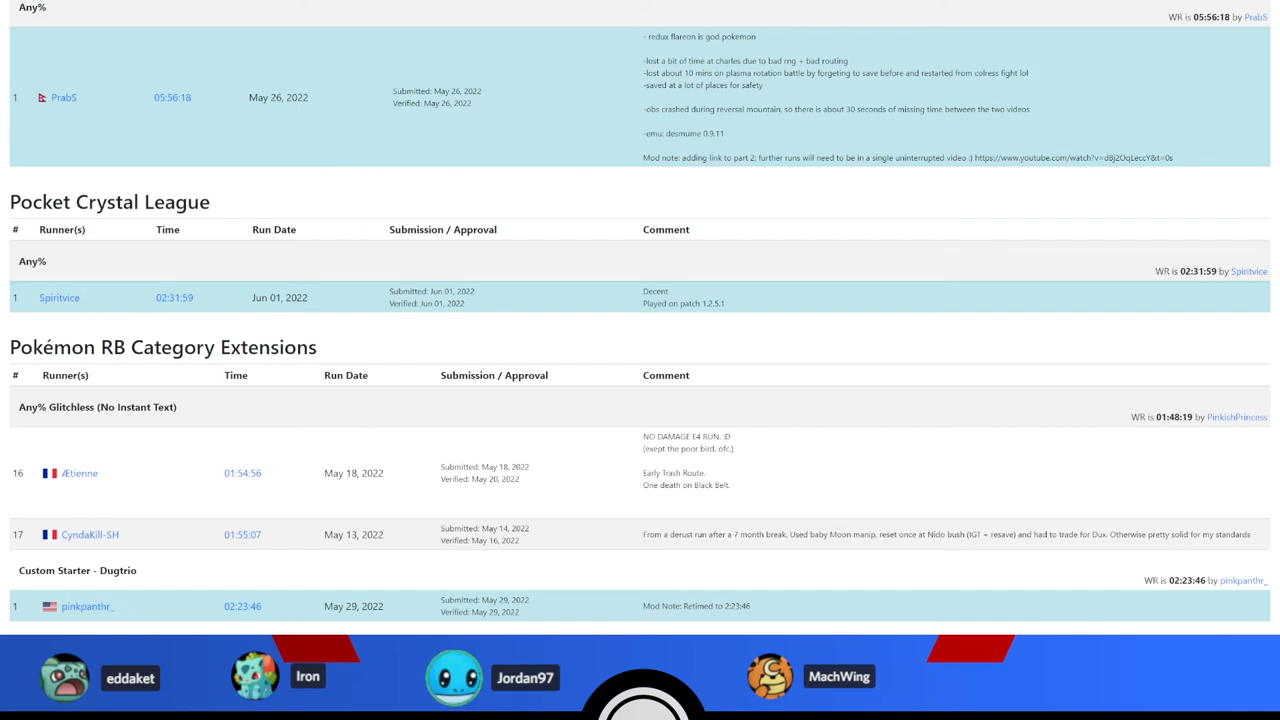 Any%
WR is 05:56:18 by PrabS
- redux flareon is god pokemon
-lost a bit of time at charles due to bad rng + bad routing
-lost about 10 mins on plasma rotation battle by forgeting to save before and restarted from colress fight lol
-saved at a lot of places for safety
-obs crashed during reversal mountain, so there is about 30 seconds of missing time between the two videos
-emu: desmume 0.9.11
Mod note: adding link to part 2; further runs will need to be in a single uninterrupted video :) https://www.youtube.com/watch?v=dBj2OqLeccY&t=0s
1 PrabS 05:56:18 May 26, 2022
Submitted: May 26, 2022
Verified: May 26, 2022
Pocket Crystal League
# Runner(s) Time Run Date Submission / Approval Comment
Any%
WR is 02:31:59 by Spiritvice
1 Spiritvice 02:31:59 Jun 01, 2022
Submitted: Jun 01, 2022
Verified: Jun 01, 2022
Decent
Played on patch 1.2.5.1
Pokémon RB Category Extensions
# Runner(s) Time Run Date Submission / Approval Comment
Any% Glitchless (No Instant Text)
WR is 01:48:19 by PinkishPrincess
16 Ætienne 01:54:56 May 18, 2022
Submitted: May 18, 2022
Verified: May 20, 2022
NO DAMAGE E4 RUN. :D
(exept the poor bird. ofc.)
Early Trash Route.
One death on Black Belt.
17 CyndaKill-SH 01:55:07 May 13, 2022
Submitted: May 14, 2022
Verified: May 16, 2022
From a derust run after a 7 month break. Used baby Moon manip, reset once at Nido bush (IGT + resave) and had to trade for Dux. Otherwise pretty solid for my standards
Custom Starter - Dugtrio
WR is 02:23:46 by pinkpanthr_
1 pinkpanthr_ 02:23:46 May 29, 2022
Submitted: May 29, 2022
Verified: May 29, 2022
Mod Note: Retimed to 2:23:46
eddaket
Iron
Jordan97
MachWing